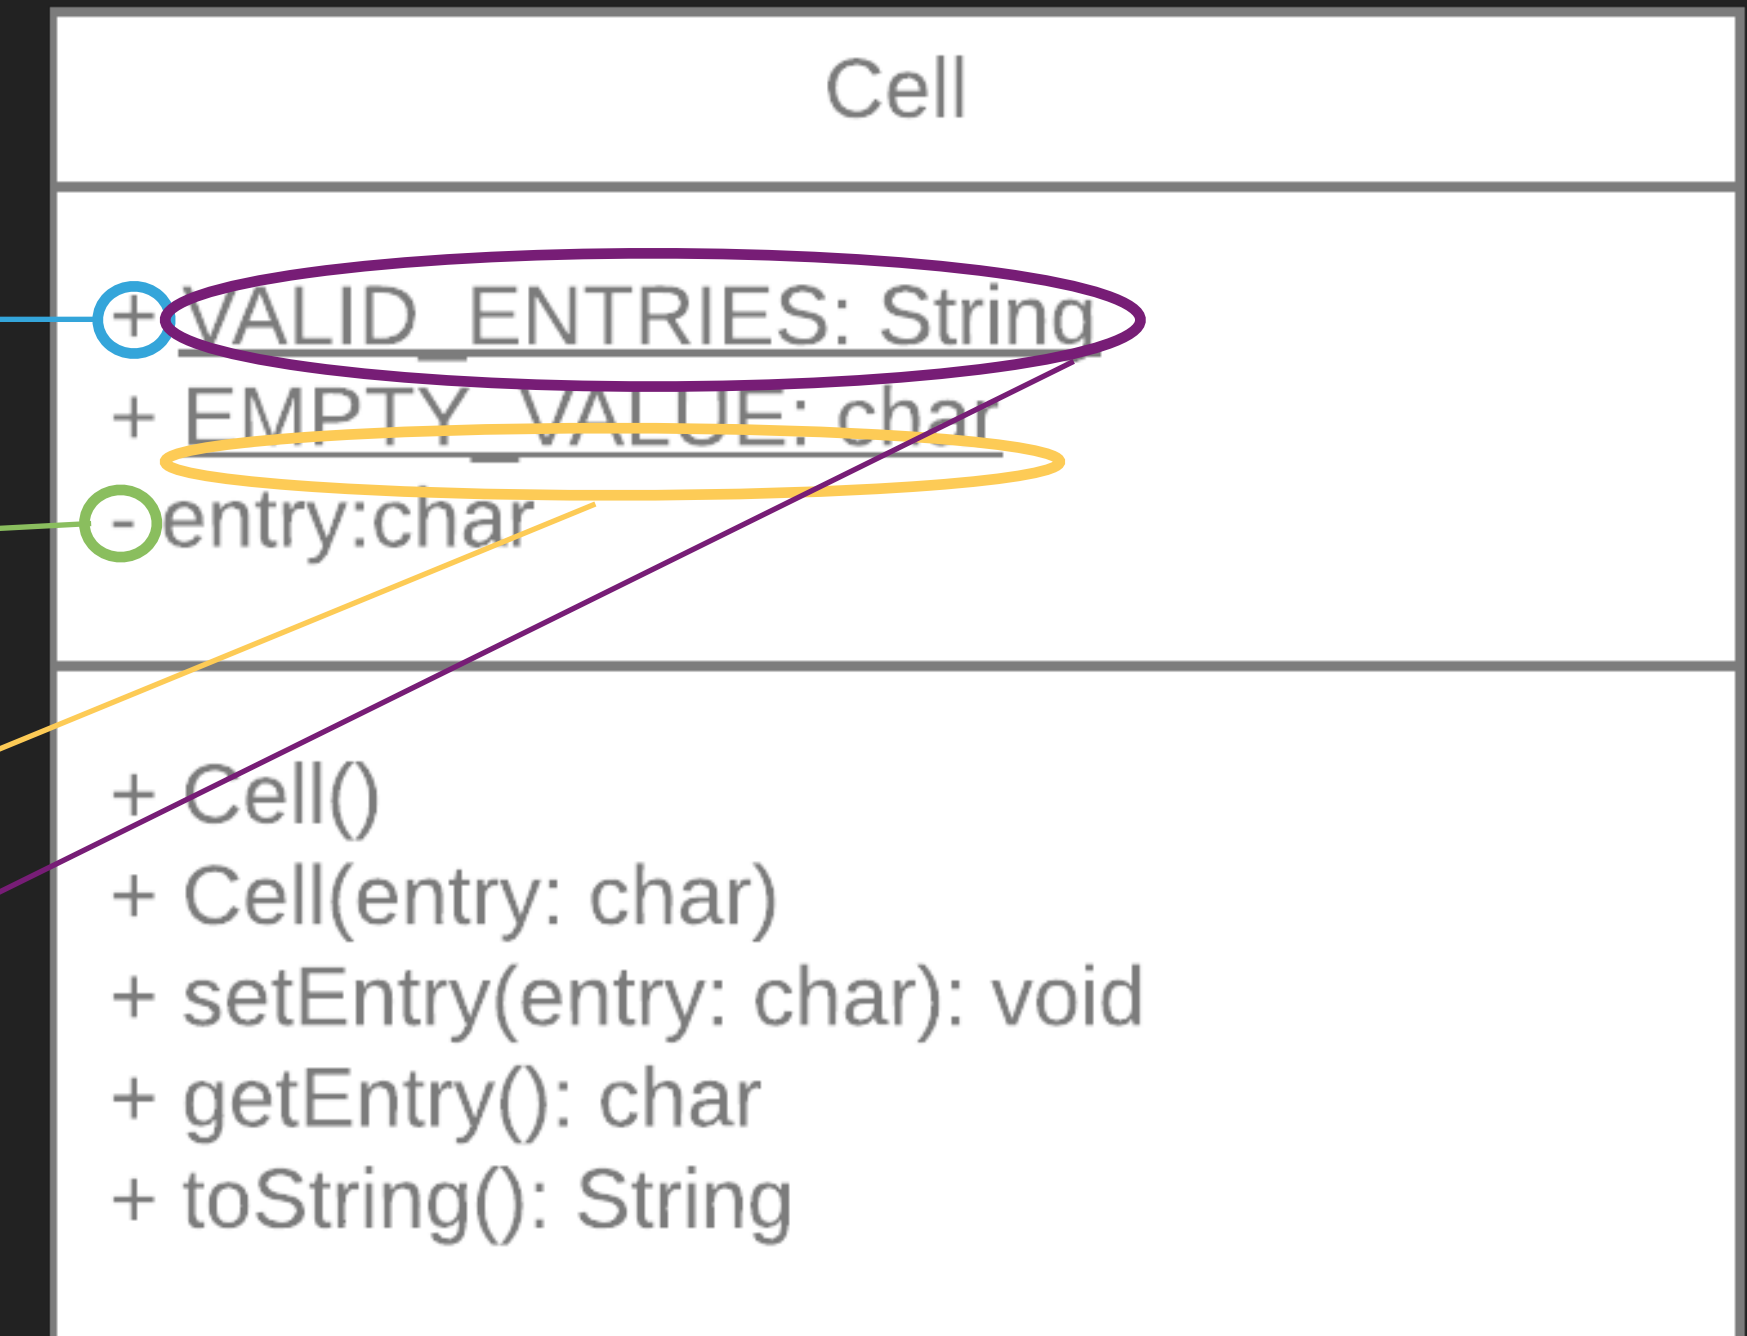 Cell
+ VALID_ENTRIES: String
+ EMPTY_VALUE: char
- entry:char
+ Cell()
+ Cell(entry: char)
+ setEntry(entry: char): void
+ getEntry(): char
+ toString(): String